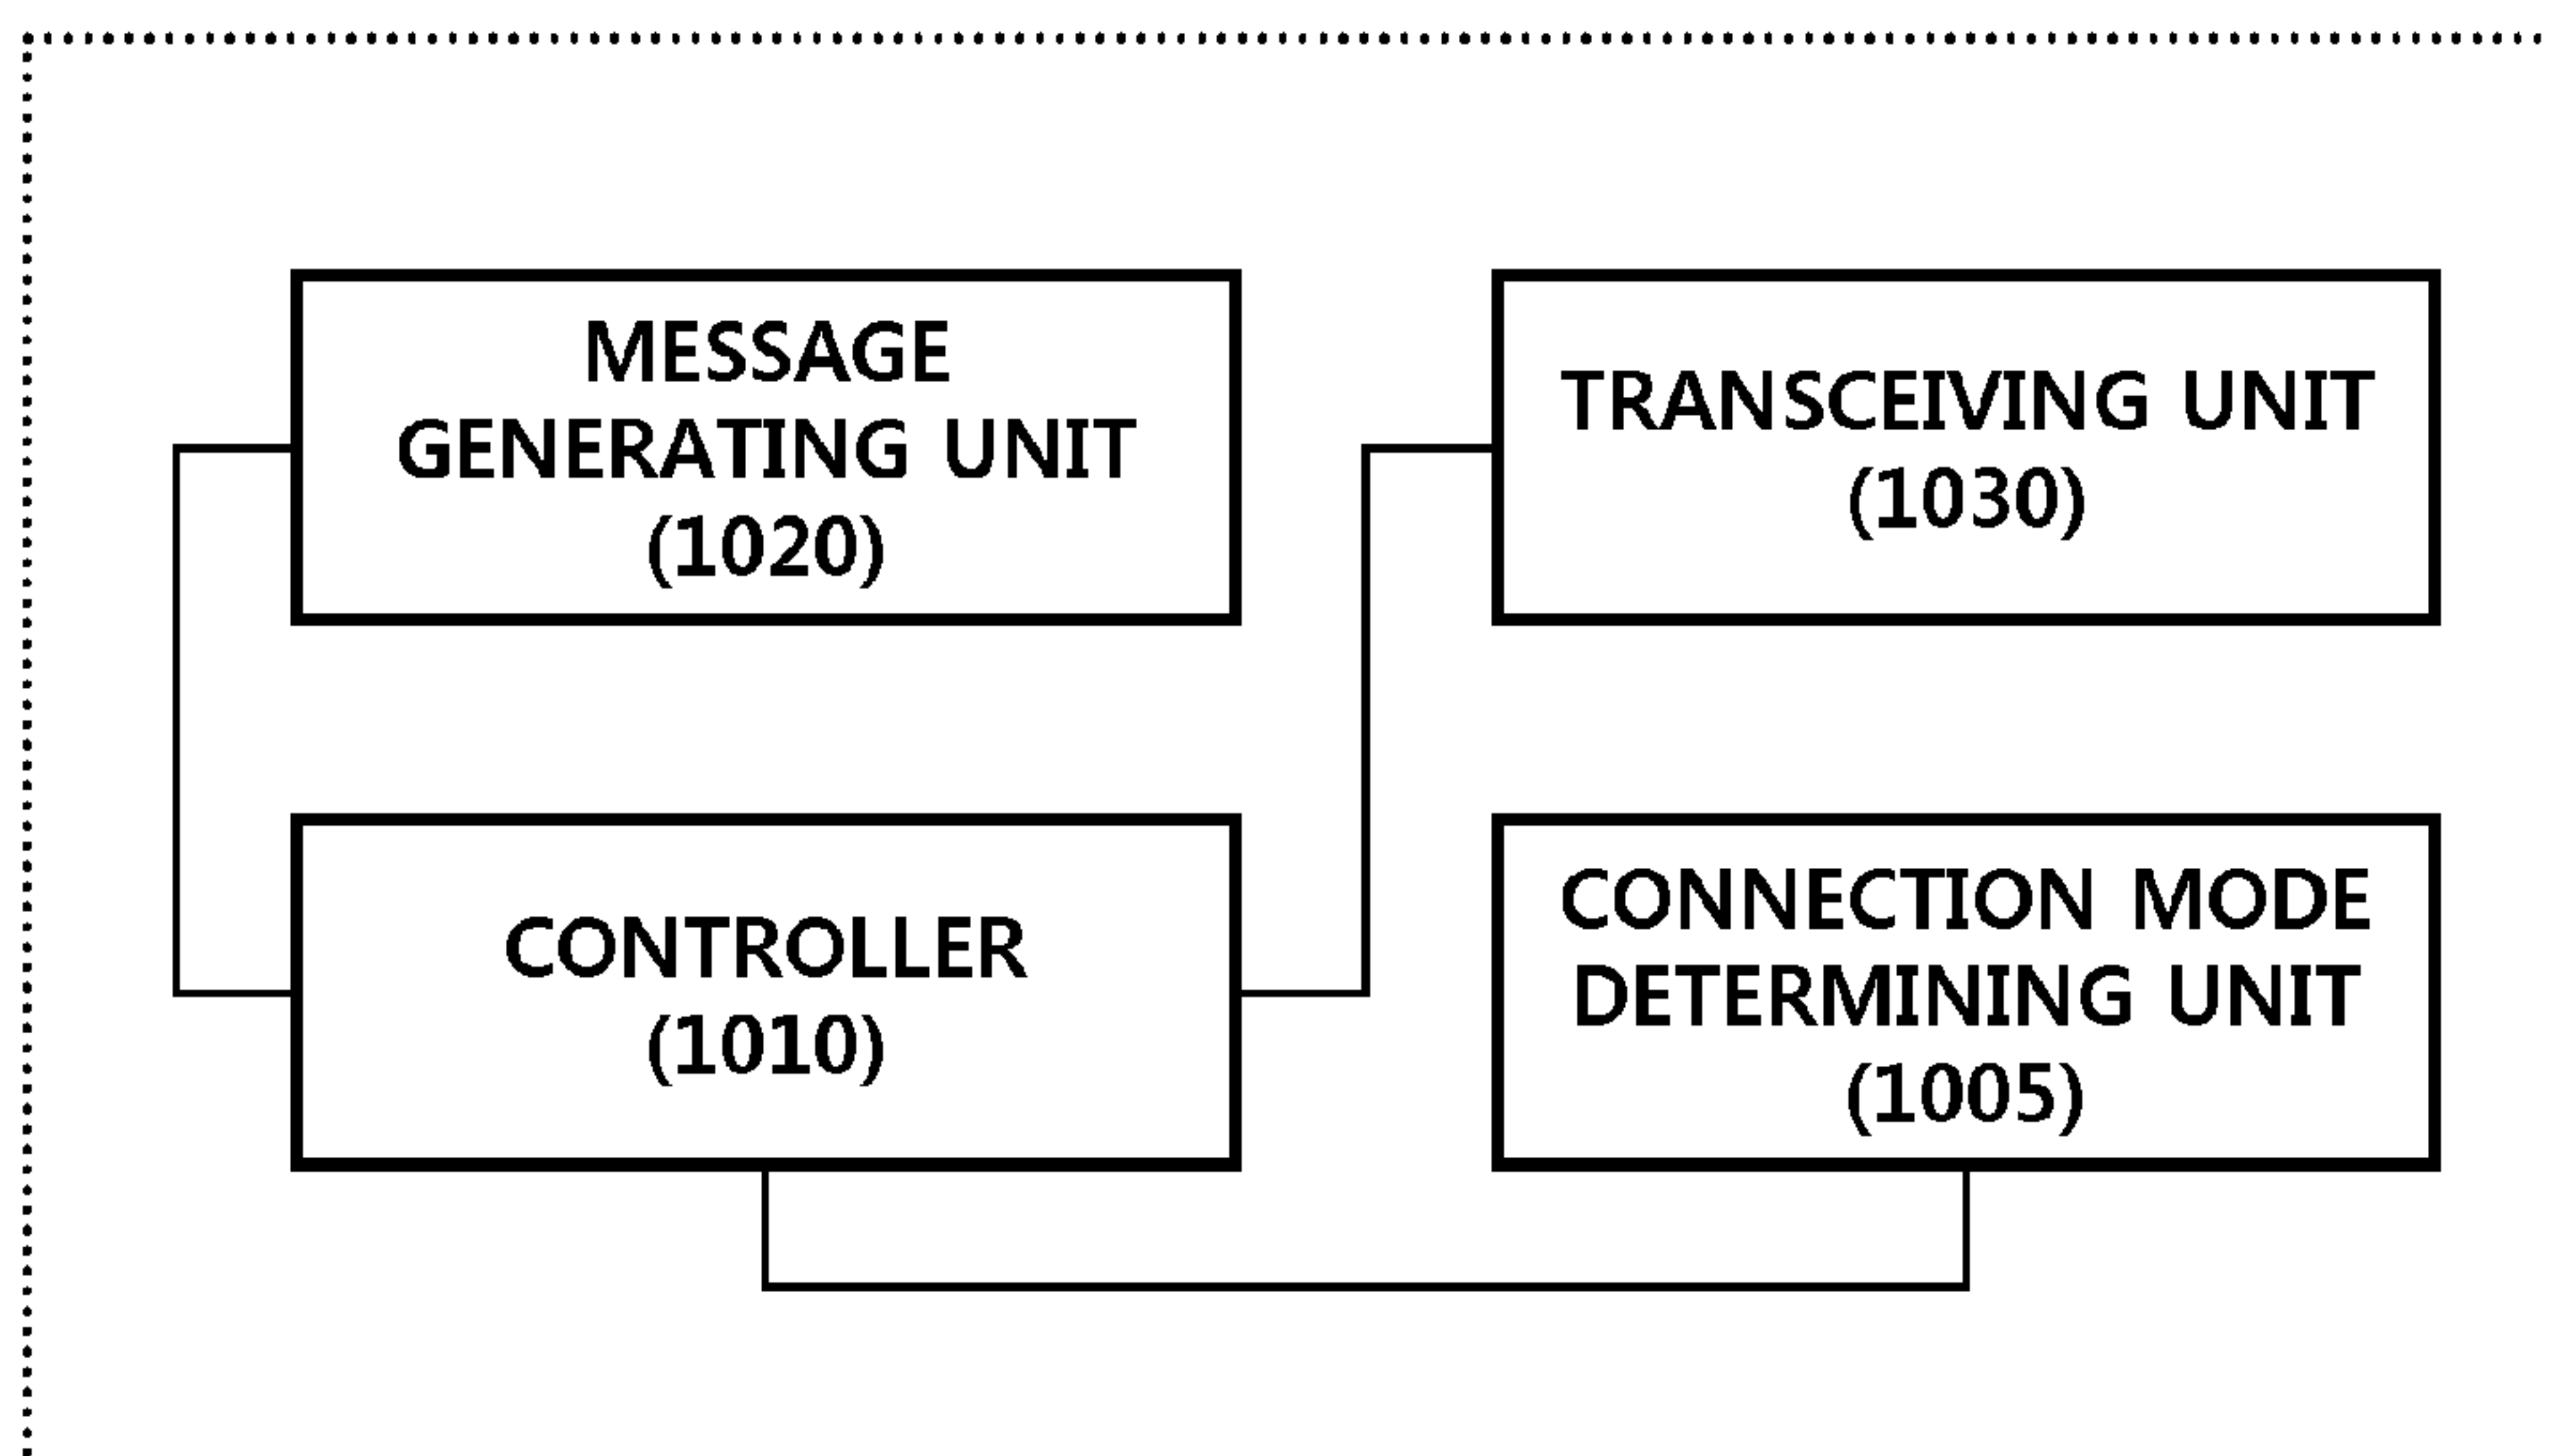 MESSAGE
GENERATING UNIT
(1020)
TRANSCEIVING UNIT
(1030)
CONTROLLER
(1010)
CONNECTION MODE
DETERMINING UNIT
(1005)